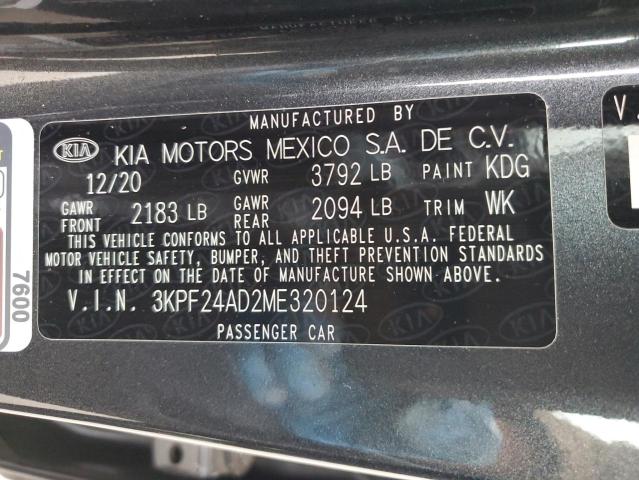 MANUFACTURED BY
KIA KIA MOTORS MEXICO S.A. DE C.V.
12/20 GVWR 3792 LB PAINT KDG
GAWR FRONT 2183 LB GAWR REAR 2094 LB TRIM WK
THIS VEHICLE CONFORMS TO ALL APPLICABLE U.S.A. FEDERAL
MOTOR VEHICLE SAFETY, BUMPER, AND THEFT PREVENTION STANDARDS
IN EFFECT ON THE DATE OF MANUFACTURE SHOWN ABOVE.
V.I.N. 3KPF24AD2ME320124
PASSENGER CAR
7600